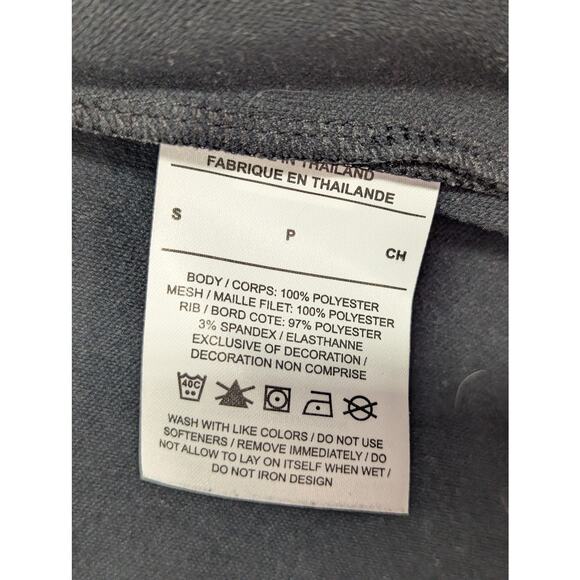 IN THAILAND
FABRIQUE EN THAILANDE
S P CH
BODY / CORPS: 100% POLYESTER
MESH / MAILLE FILET: 100% POLYESTER
RIB / BORD COTE: 97% POLYESTER
3% SPANDEX / ELASTHANNE
EXCLUSIVE OF DECORATION /
DECORATION NON COMPRISE
40C
WASH WITH LIKE COLORS / DO NOT USE
SOFTENERS / REMOVE IMMEDIATELY / DO
NOT ALLOW TO LAY ON ITSELF WHEN WET /
DO NOT IRON DESIGN